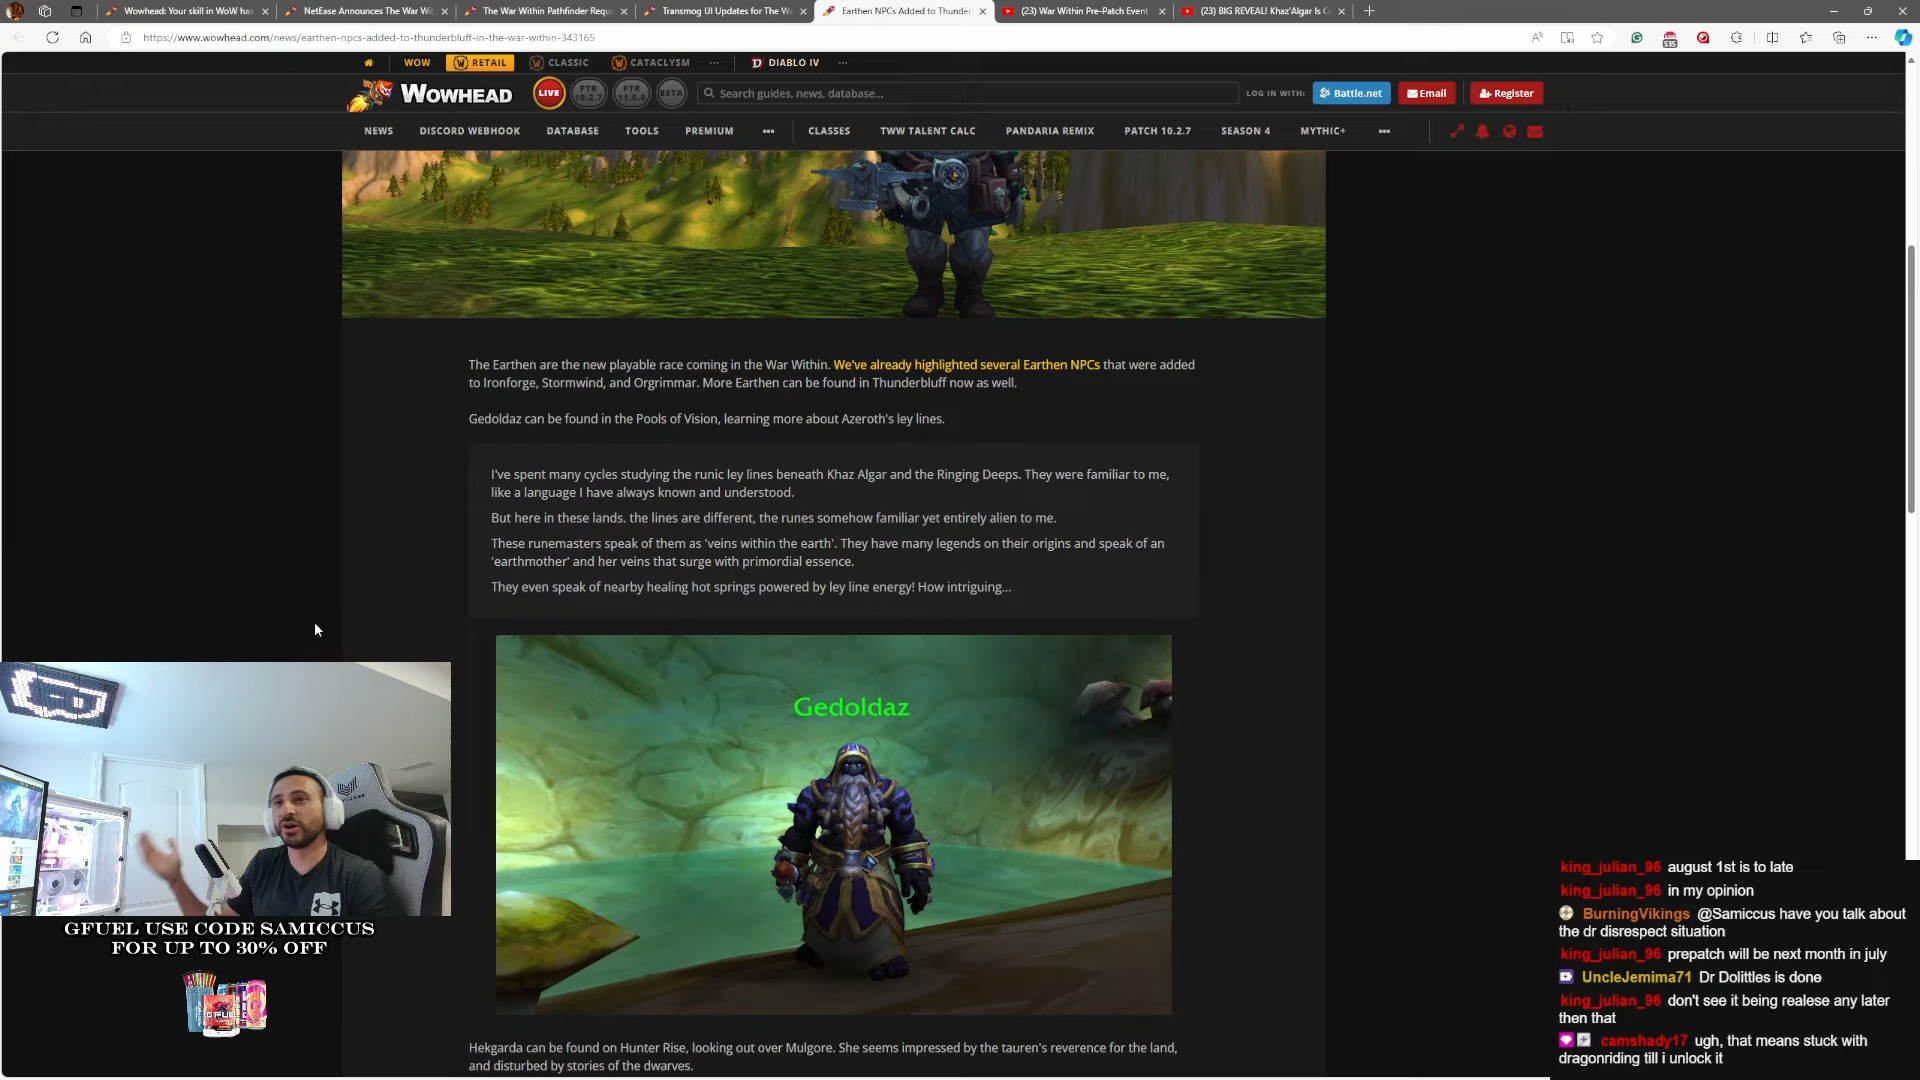 Wowhead: Your skill in WoW has
NetEase Announces The War Wi
The War Within Pathfinder Requ
Transmog UI Updates for The W
Earthen NPCs Added to Thunder
(23) War Within Pre-Patch Event
(23) BIG REVEAL! Khaz'Algar Is
https://www.wowhead.com/news/earthen-npcs-added-to-thunderbluff-in-the-war-within-343165
WOW RETAIL CLASSIC CATACLYSM ... DIABLO IV ...
WOWHEAD LIVE PTR 10.2.7 PTR 11.0.0 BETA Search guides, news, database... LOG IN WITH: Battle.net Email Register
NEWS DISCORD WEBHOOK DATABASE TOOLS PREMIUM ... CLASSES TWW TALENT CALC PANDARIA REMIX PATCH 10.2.7 SEASON 4 MYTHIC+ ...
The Earthen are the new playable race coming in the War Within. We've already highlighted several Earthen NPCs that were added
to Ironforge, Stormwind, and Orgrimmar. More Earthen can be found in Thunderbluff now as well.
Gedoldaz can be found in the Pools of Vision, learning more about Azeroth's ley lines.
I've spent many cycles studying the runic ley lines beneath Khaz Algar and the Ringing Deeps. They were familiar to me,
like a language I have always known and understood.
But here in these lands. the lines are different, the runes somehow familiar yet entirely alien to me.
These runemasters speak of them as 'veins within the earth'. They have many legends on their origins and speak of an
'earthmother' and her veins that surge with primordial essence.
They even speak of nearby healing hot springs powered by ley line energy! How intriguing...
Gedoldaz
Hekgarda can be found on Hunter Rise, looking out over Mulgore. She seems impressed by the tauren's reverence for the land,
and disturbed by stories of the dwarves.
GFUEL USE CODE SAMICCUS
FOR UP TO 30% OFF
GFUEL
king_julian_96 august 1st is to late
king_julian_96 in my opinion
BurningVikings @Samiccus have you talk about
the dr disrespect situation
king_julian_96 prepatch will be next month in july
UncleJemima71 Dr Dolittles is done
king_julian_96 don't see it being realese any later
then that
camshady17 ugh, that means stuck with
dragonriding till i unlock it